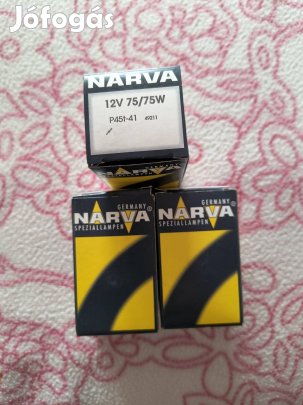 Jófogás
NARVA
12V 75/75W
P45t-41 49211
GERMANY
NARVA®
SPEZIALLAMPEN
GERMANY
NARVA®
SPEZIALLAMPEN